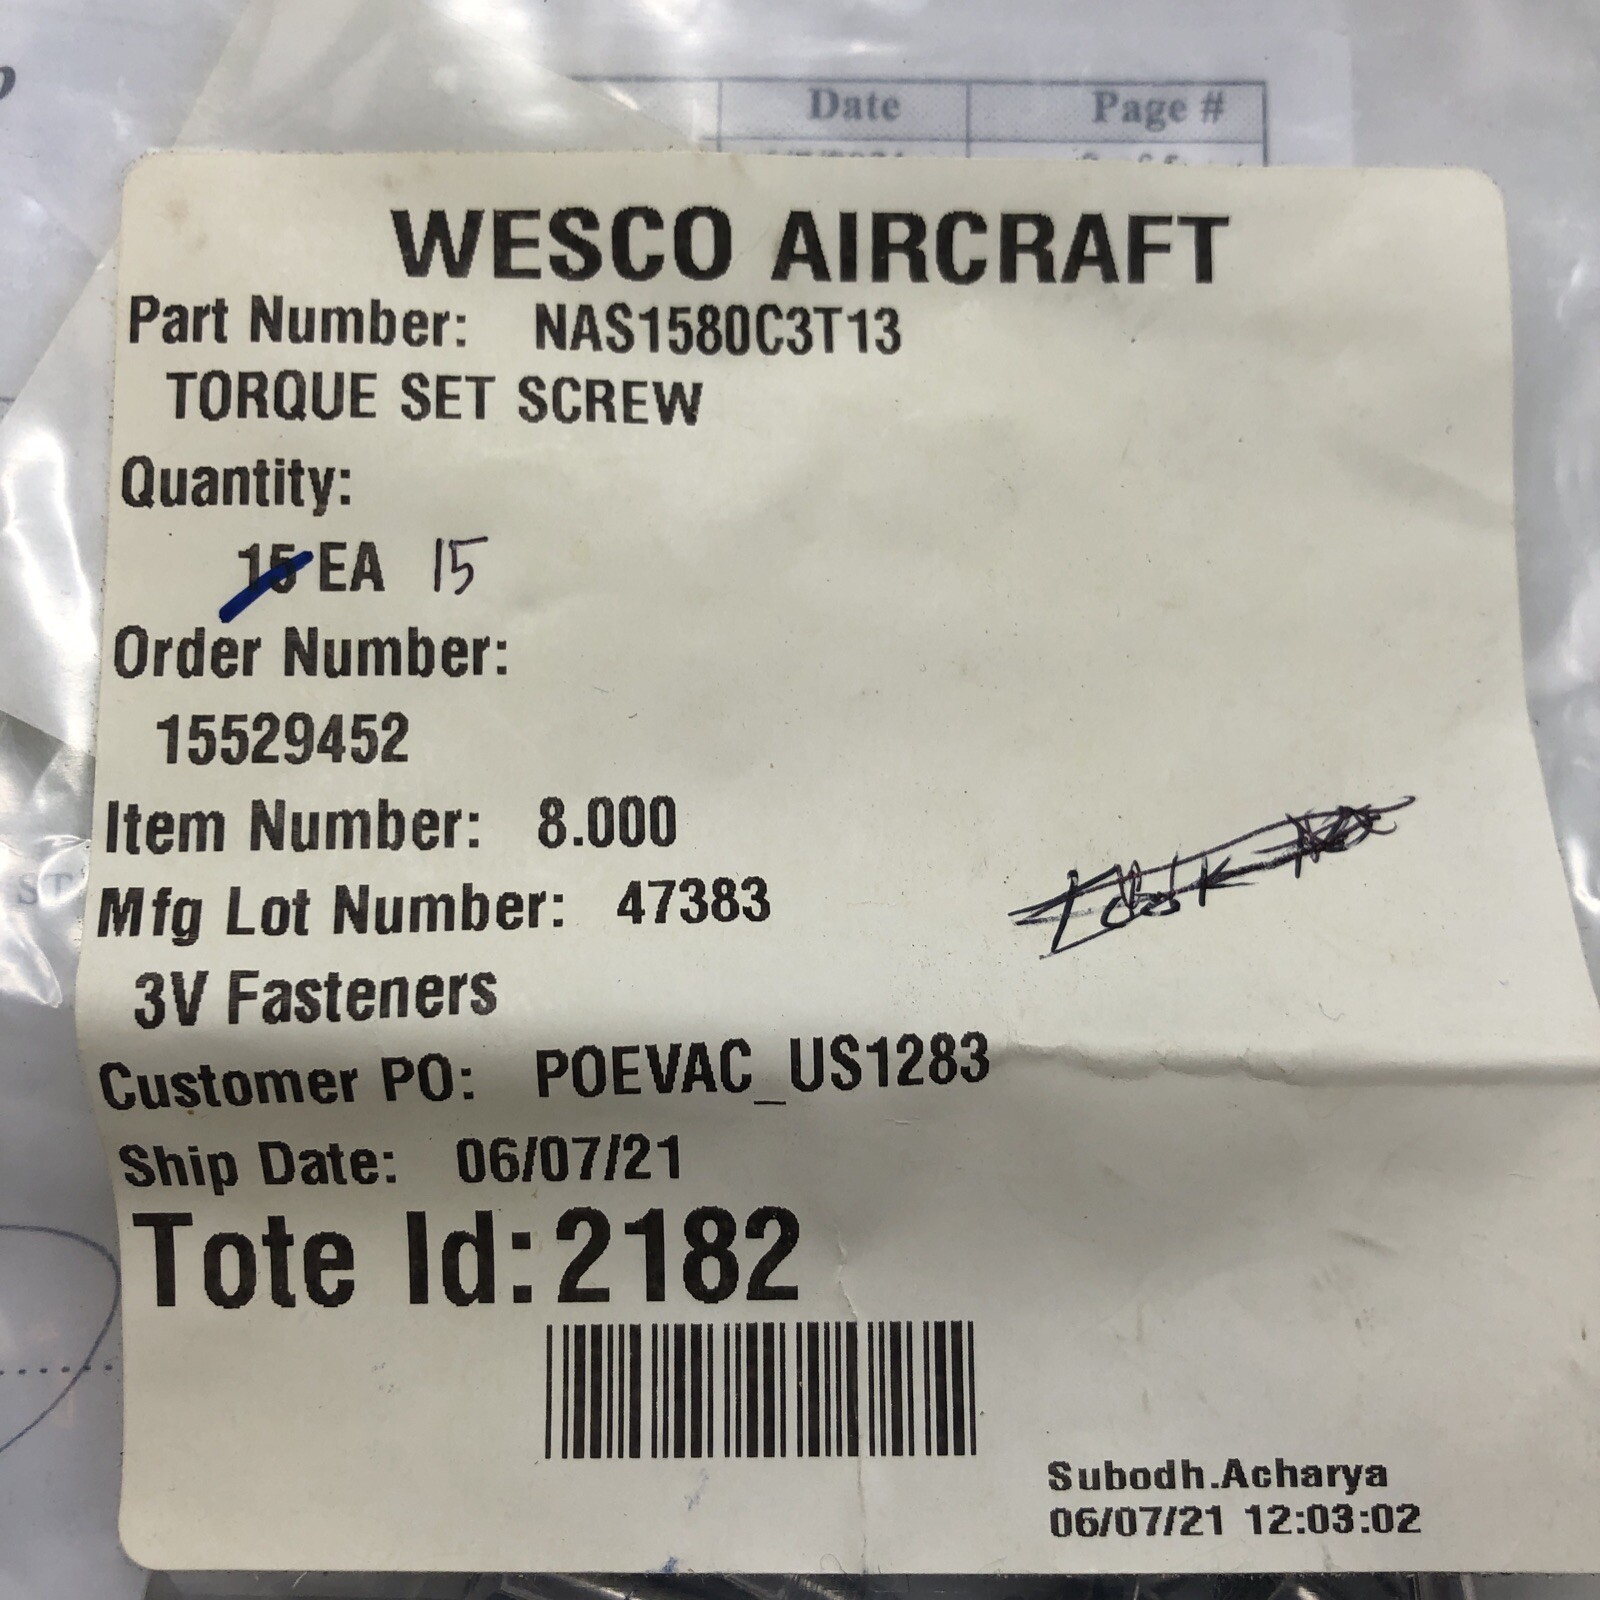 Date Page #
WESCO AIRCRAFT
Part Number: NAS1580C3T13
TORQUE SET SCREW
Quantity:
15 EA 15
Order Number:
15529452
Item Number: 8.000
Mfg Lot Number: 47383
3V Fasteners
Customer PO: POEVAC_US1283
Ship Date: 06/07/21
Tote Id: 2182
Subodh.Acharya
06/07/21 12:03:02
ST